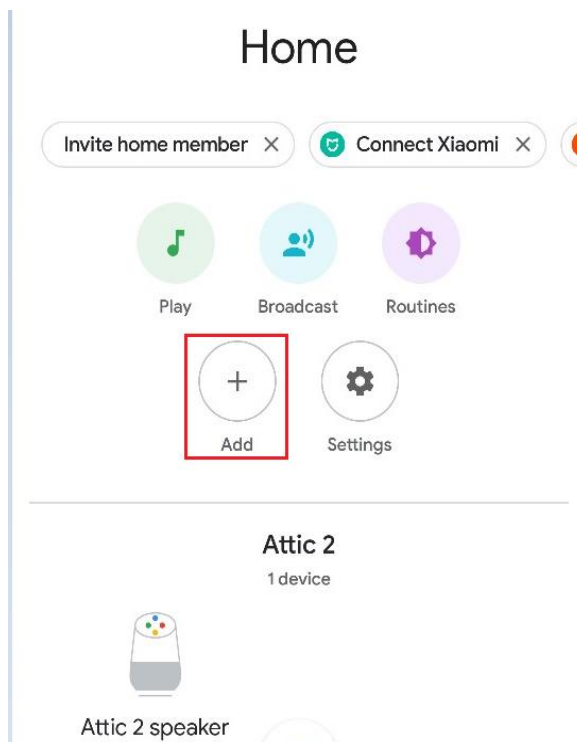 Home
Invite home member
Connect Xiaomi
Play Broadcast Routines
Add Settings
Attic 2
1 device
Attic 2 speaker